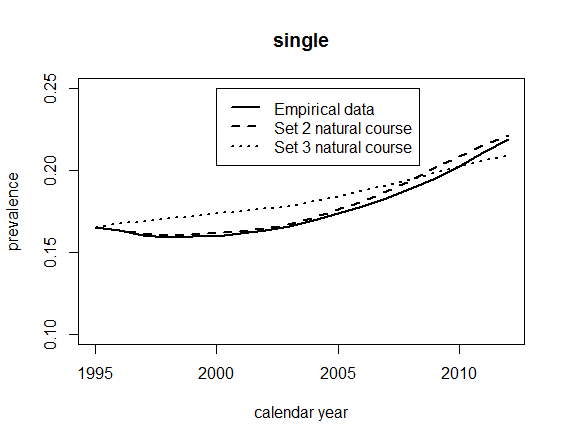 single
0.25
0.20
0.15
0.10
prevalence
Empirical data
Set 2 natural course
Set 3 natural course
1995
2000
2005
2010
calendar year